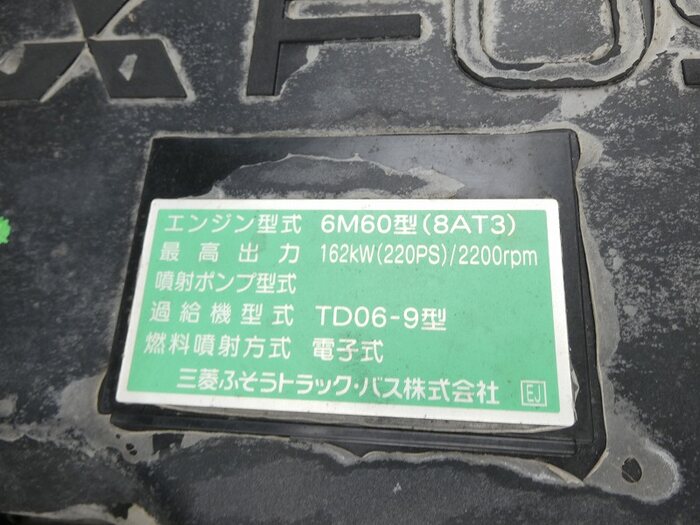 FUS
エンジン型式 6M60型(8AT3)
最高出力 162kW(220PS)/2200rpm
噴射ポンプ型式
過給機型式 TD06-9型
燃料噴射方式 電子式
三菱ふそうトラック・バス株式会社 EJ